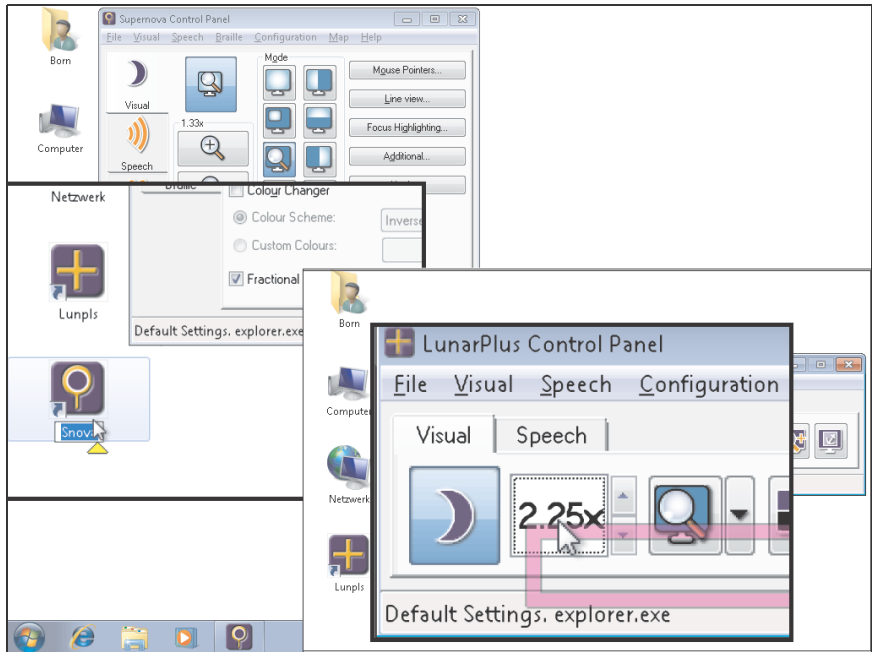 Supernova Control Panel
File Visual Speech Braille Configuration Map Help
Born
Computer
Visual
Speech
1.33x
Mode
Mouse Pointers...
Line view...
Focus Highlighting...
Additional...
Netzwerk
Lunpls
Snova
Braille
Colour Changer
Colour Scheme:
Inverse
Custom Colours:
Fractional
Default Settings, explorer.exe
Born
Computer
Netzwerk
Lunpls
LunarPlus Control Panel
File Visual Speech Configuration
Visual Speech
2.25x
Default Settings, explorer.exe